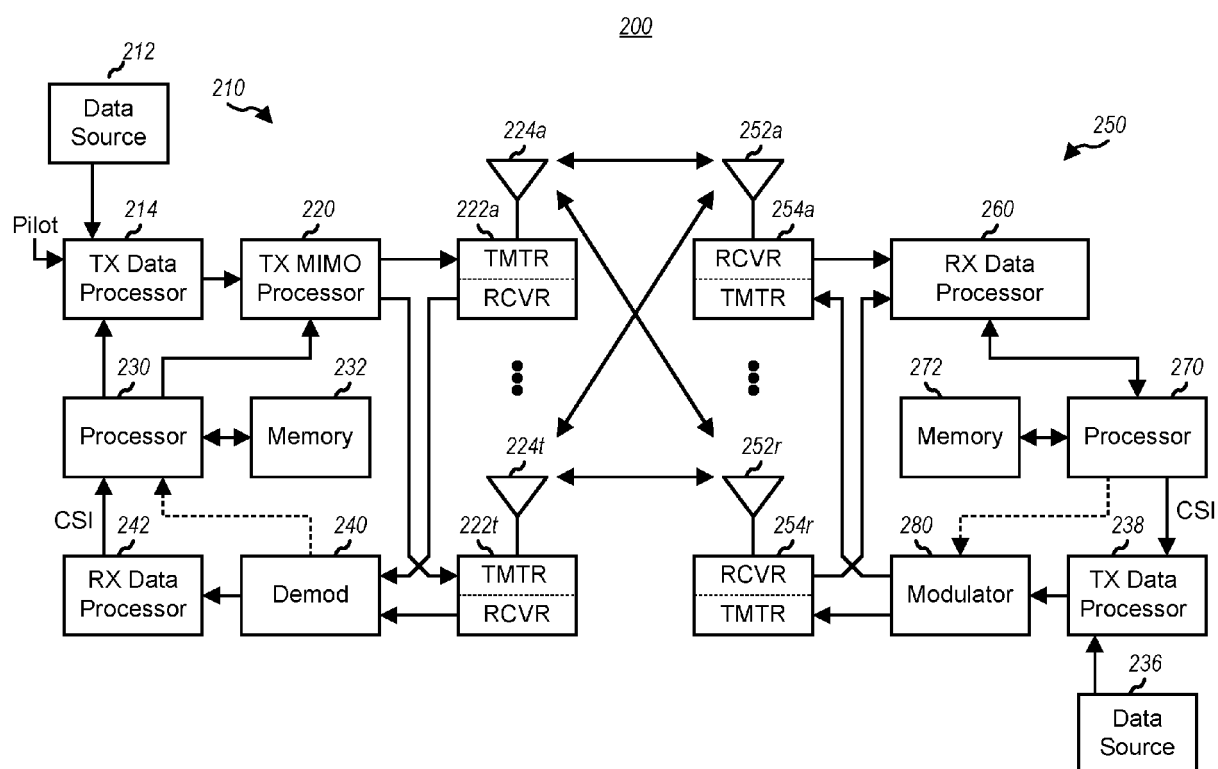 200
212
Data
Source
210
224a
252a
250
Pilot
214
220
222a
254a
260
TX Data
Processor
TX MIMO
Processor
TMTR
RCVR
RCVR
TMTR
RX Data
Processor
230
232
272
270
Processor
Memory
Memory
Processor
224t
252r
CSI
CSI
242
240
222t
254r
280
238
RX Data
Processor
Demod
TMTR
RCVR
RCVR
TMTR
Modulator
TX Data
Processor
236
Data
Source